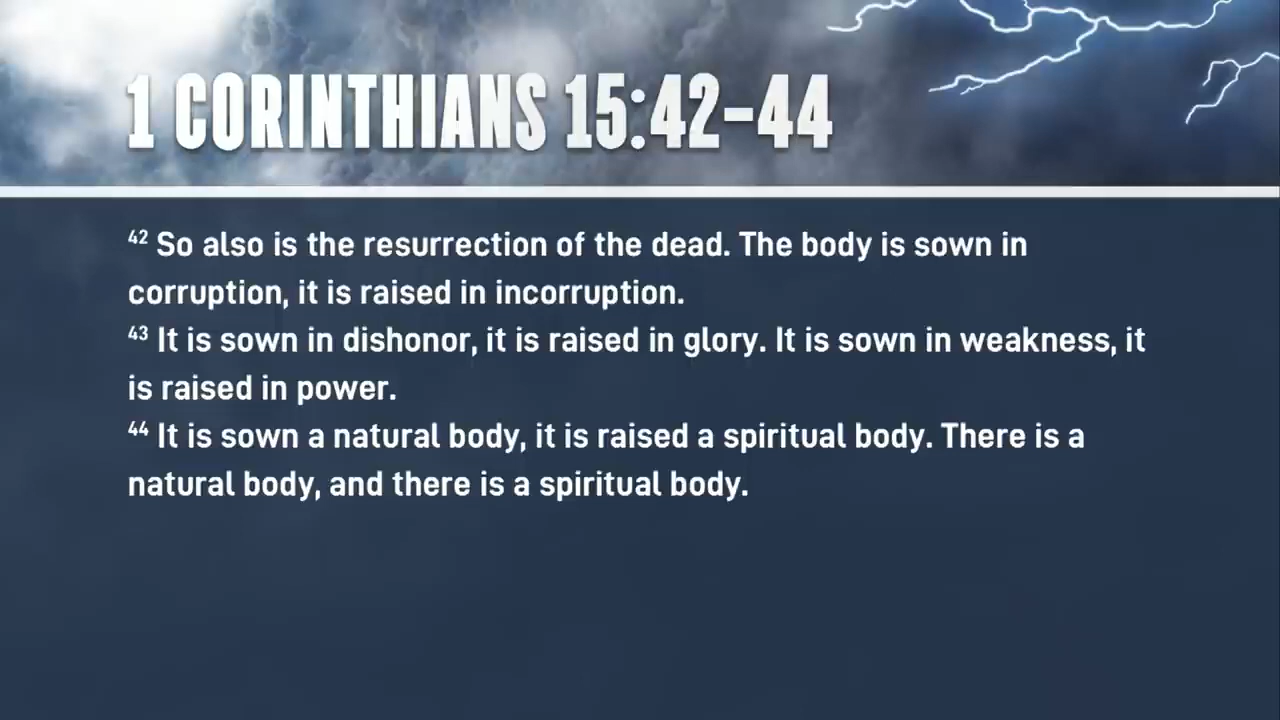 1 CORINTHIANS 15:42–44
⁴² So also is the resurrection of the dead. The body is sown in
corruption, it is raised in incorruption.
⁴³ It is sown in dishonor, it is raised in glory. It is sown in weakness, it
is raised in power.
⁴⁴ It is sown a natural body, it is raised a spiritual body. There is a
natural body, and there is a spiritual body.